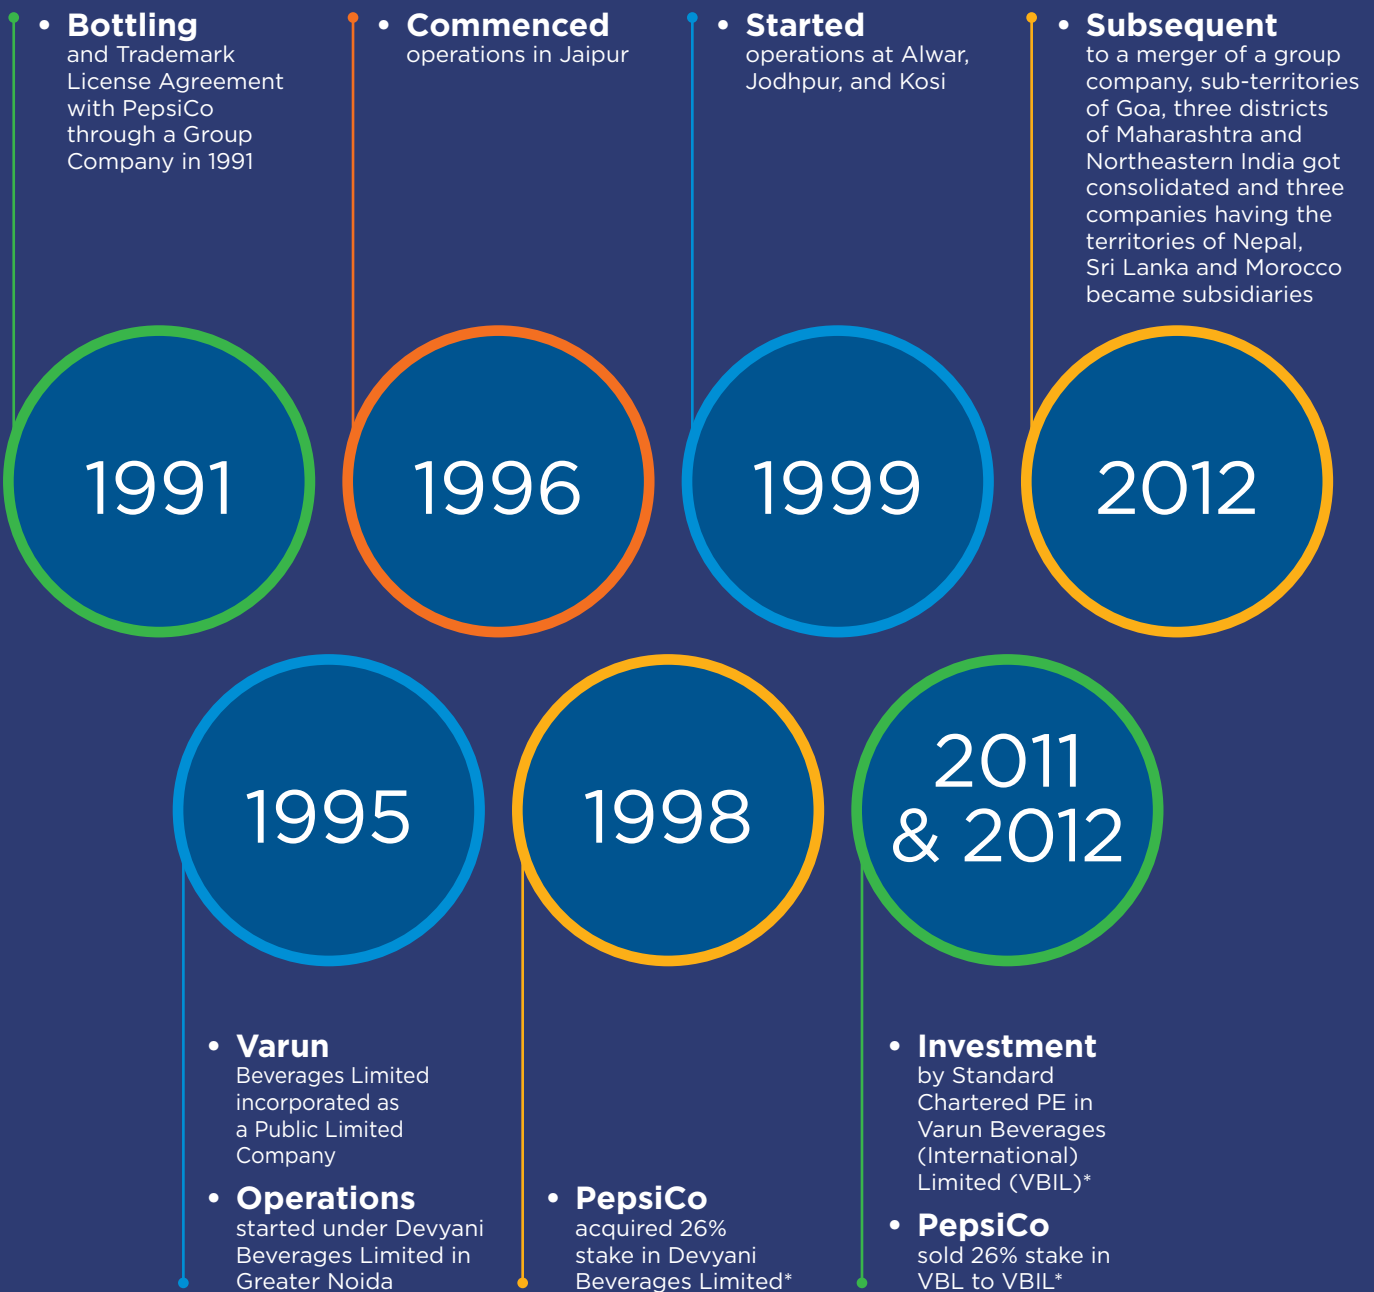 • Bottling
and Trademark
License Agreement
with PepsiCo
through a Group
Company in 1991
• Commenced
operations in Jaipur
• Started
operations at Alwar,
Jodhpur, and Kosi
• Subsequent
to a merger of a group
company, sub-territories
of Goa, three districts
of Maharashtra and
Northeastern India got
consolidated and three
companies having the
territories of Nepal,
Sri Lanka and Morocco
became subsidiaries
1991
1996
1999
2012
1995
1998
2011
& 2012
• Varun
Beverages Limited
incorporated as
a Public Limited
Company
• Operations
started under Devyani
Beverages Limited in
Greater Noida
• PepsiCo
acquired 26%
stake in Devyani
Beverages Limited*
• Investment
by Standard
Chartered PE in
Varun Beverages
(International)
Limited (VBIL)*
• PepsiCo
sold 26% stake in
VBL to VBIL*